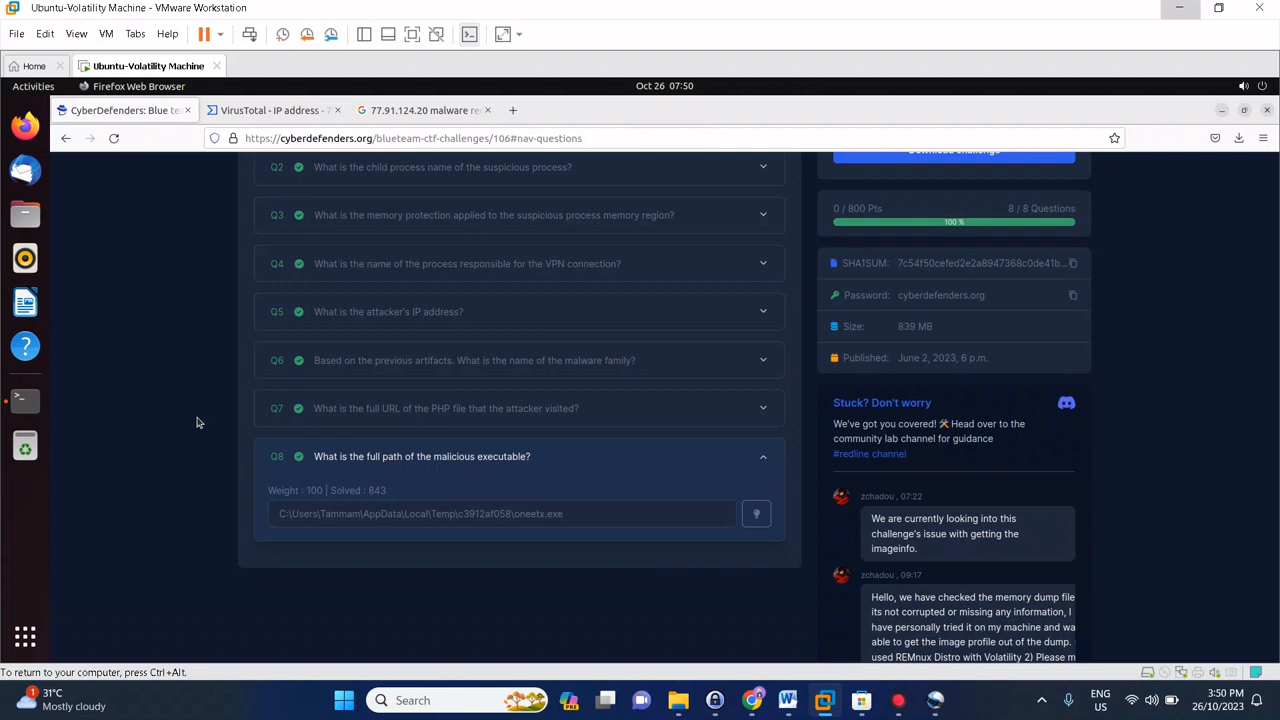 Ubuntu-Volatility Machine - VMware Workstation
File Edit View VM Tabs Help
Home Ubuntu-Volatility Machine
Activities Firefox Web Browser Oct 26 07:50
CyberDefenders: Blue te VirusTotal - IP address - 7 77.91.124.20 malware re
https://cyberdefenders.org/blueteam-ctf-challenges/106#nav-questions
Q2 What is the child process name of the suspicious process?
Q3 What is the memory protection applied to the suspicious process memory region?
Q4 What is the name of the process responsible for the VPN connection?
Q5 What is the attacker's IP address?
Q6 Based on the previous artifacts. What is the name of the malware family?
Q7 What is the full URL of the PHP file that the attacker visited?
Q8 What is the full path of the malicious executable?
Weight : 100 | Solved : 843
C:\Users\Tammam\AppData\Local\Temp\c3912af058\oneetx.exe
0 / 800 Pts 8 / 8 Questions
100 %
SHA1SUM: 7c54f50cefed2e2a8947368c0de41b...
Password: cyberdefenders.org
Size: 839 MB
Published: June 2, 2023, 6 p.m.
Stuck? Don't worry
We've got you covered! 🛠 Head over to the
community lab channel for guidance
#redline channel
zchadou , 07:22
We are currently looking into this
challenge's issue with getting the
imageinfo.
zchadou , 09:17
Hello, we have checked the memory dump file
its not corrupted or missing any information, I
have personally tried it on my machine and wa
able to get the image profile out of the dump.
used REMnux Distro with Volatility 2) Please m
To return to your computer, press Ctrl+Alt.
1 31°C
Mostly cloudy
Search
ENG
US
3:50 PM
26/10/2023